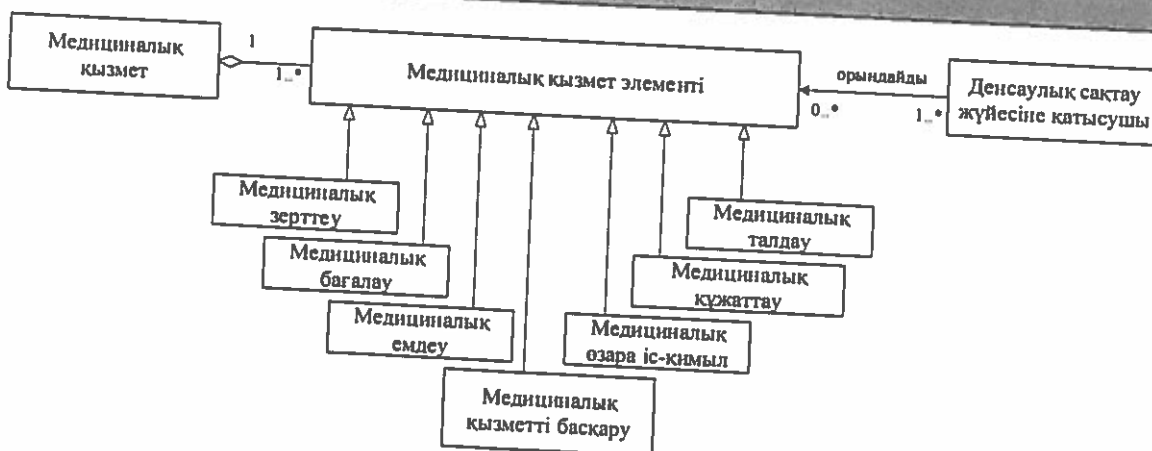 Медициналық
қызмет
1
1..*
Медициналық қызмет элементі
орындайды
0..*
1..*
Денсаулық сақтау
жүйесіне қатысушы
Медициналық
зерттеу
Медициналық
бағалау
Медициналық
емдеу
Медициналық
қызметті басқару
Медициналық
өзара іс-қимыл
Медициналық
құжаттау
Медициналық
талдау